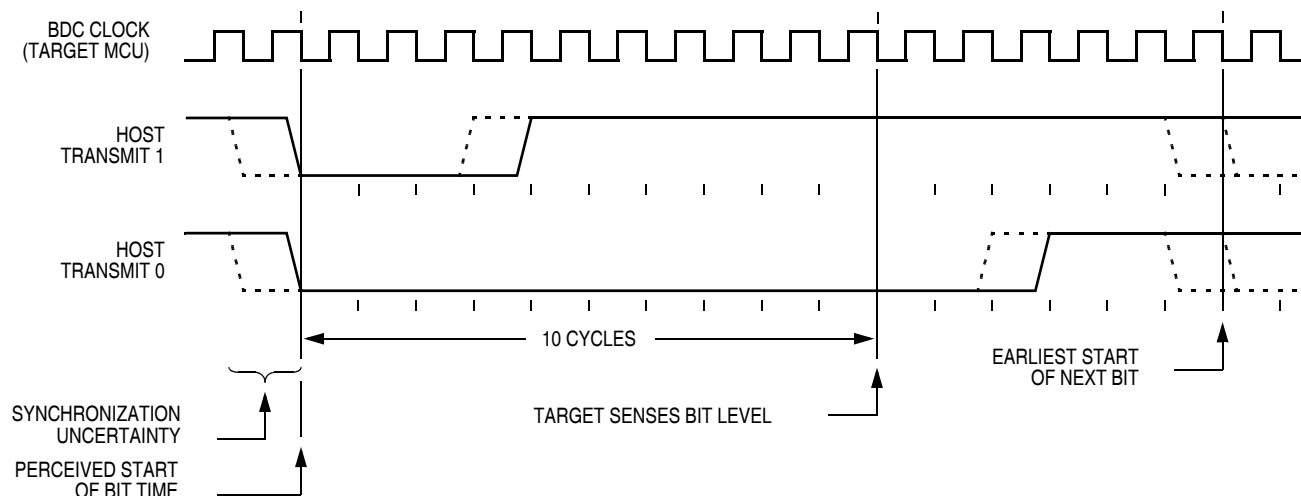 BDC CLOCK
(TARGET MCU)
HOST
TRANSMIT 1
HOST
TRANSMIT 0
10 CYCLES
EARLIEST START
OF NEXT BIT
SYNCHRONIZATION
UNCERTAINTY
TARGET SENSES BIT LEVEL
PERCEIVED START
OF BIT TIME